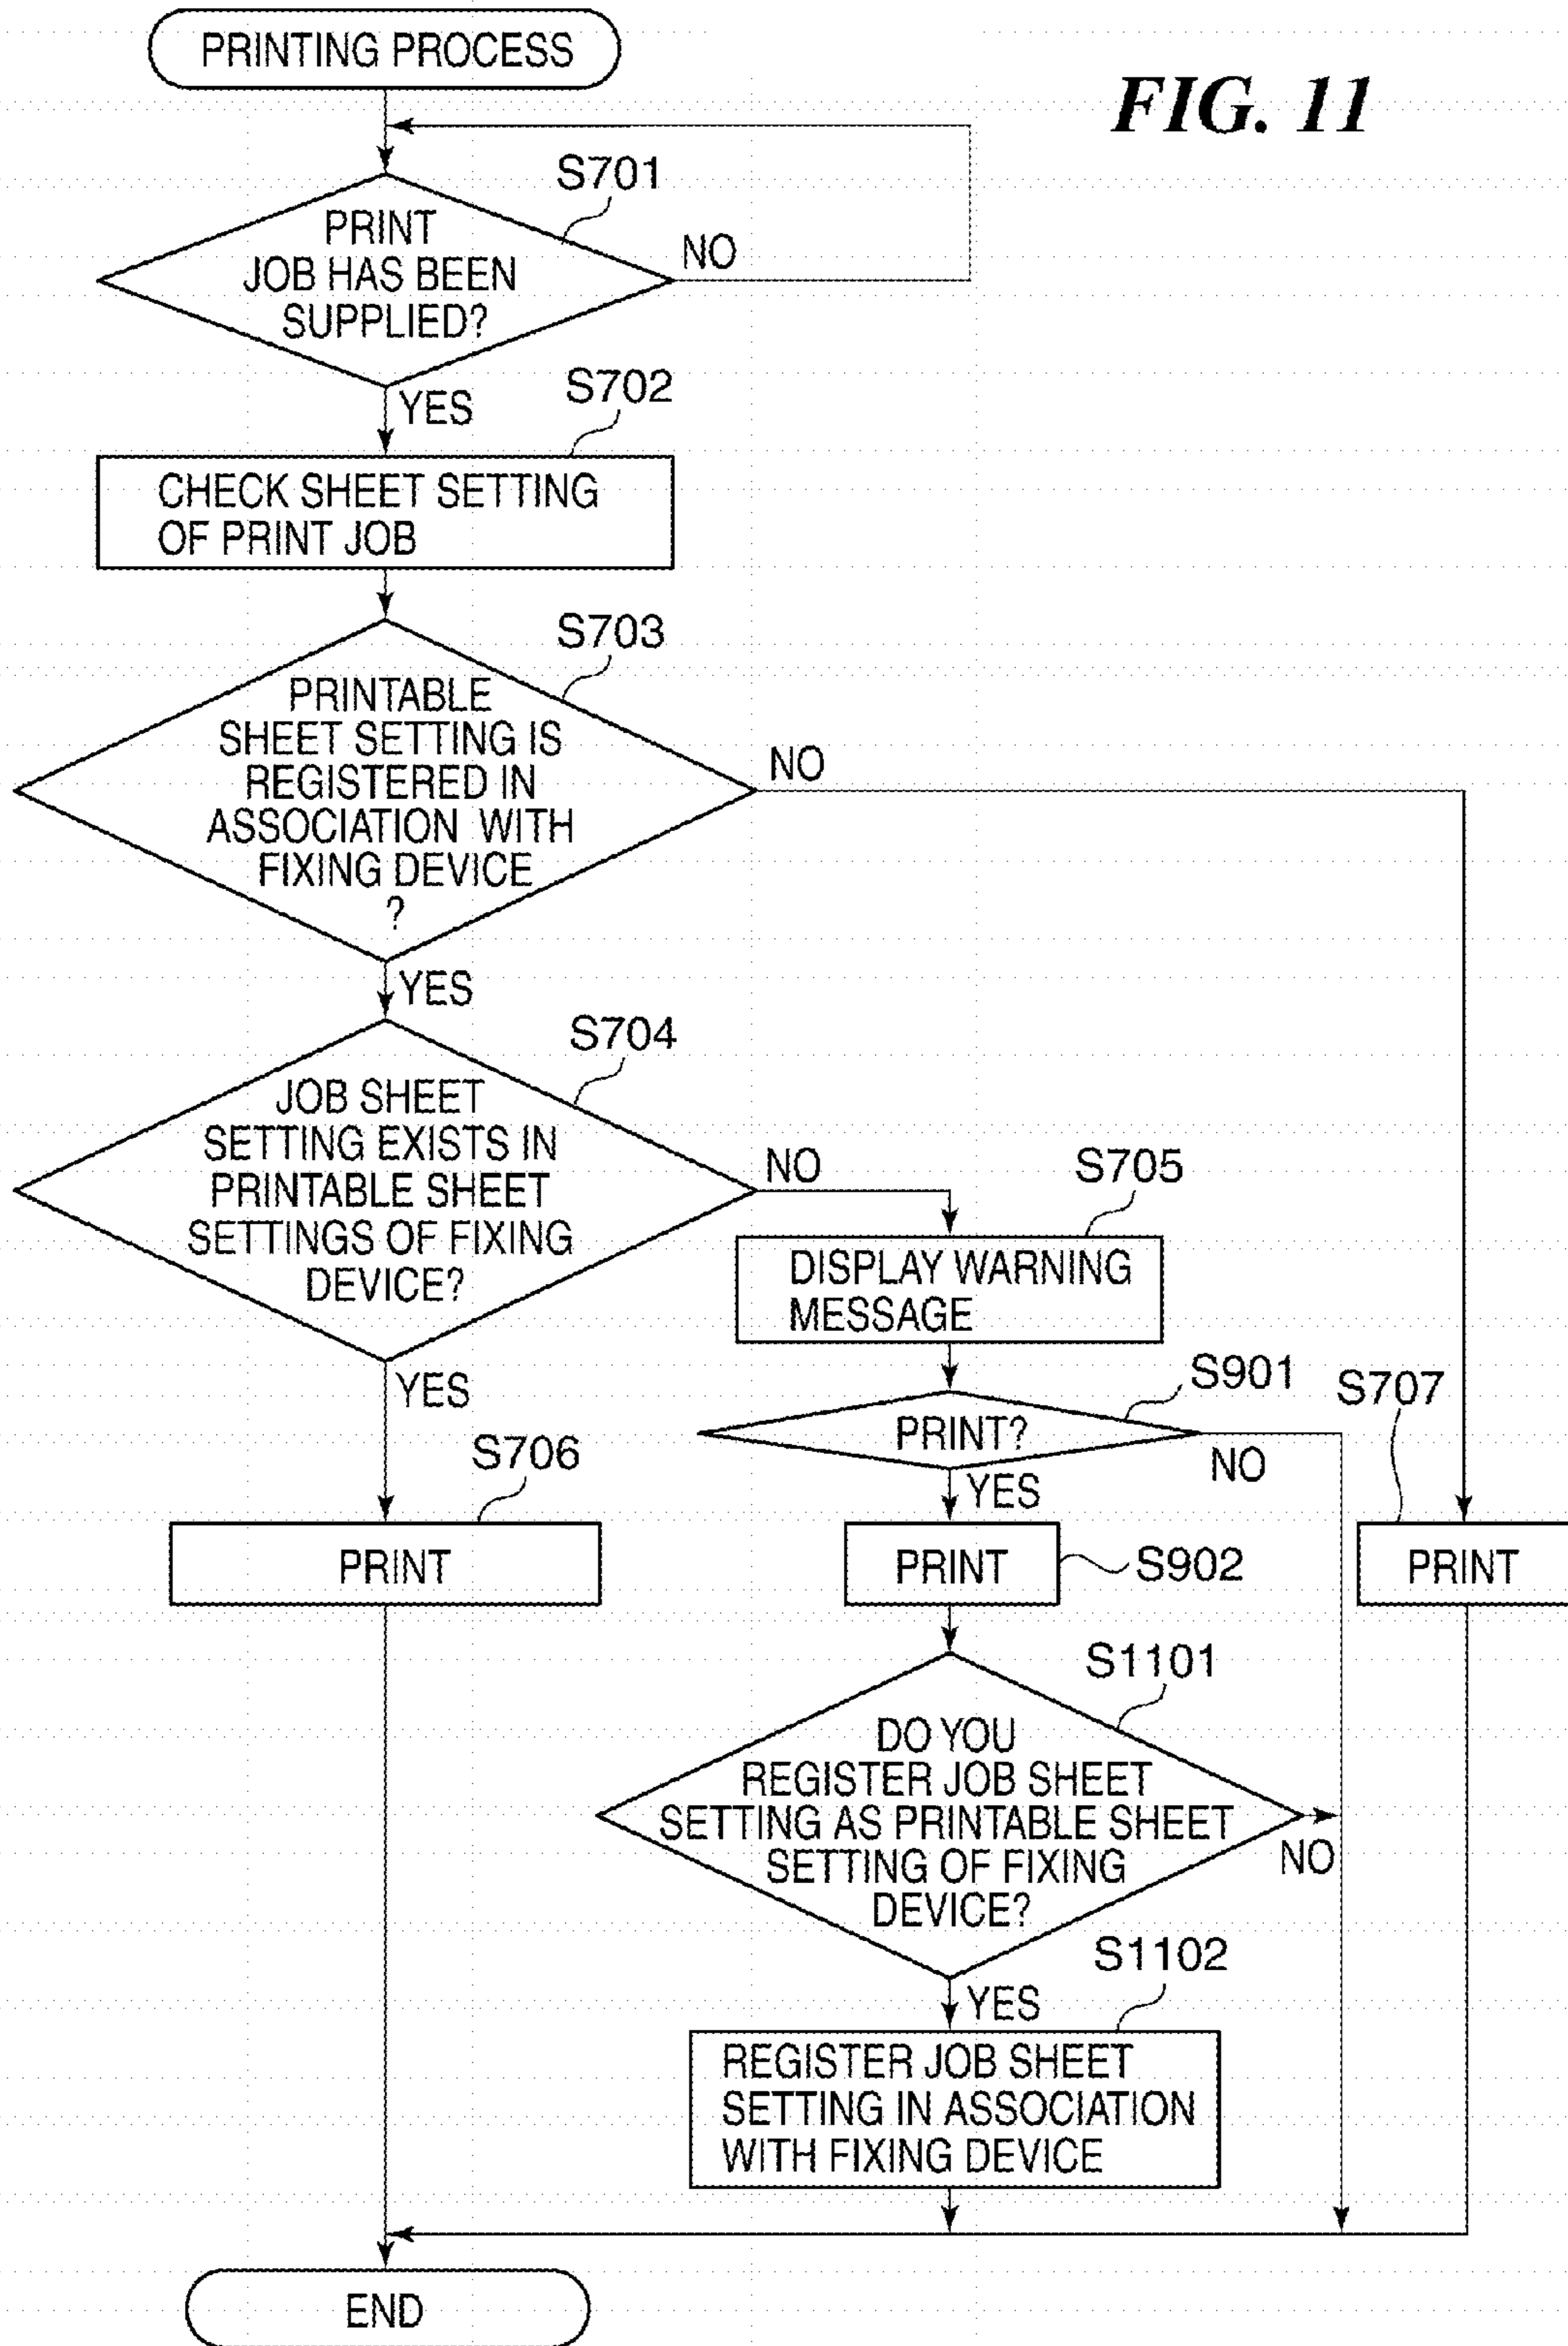 PRINTING PROCESS
FIG. 11
S701
PRINT
JOB HAS BEEN
SUPPLIED?
NO
YES
S702
CHECK SHEET SETTING
OF PRINT JOB
S703
PRINTABLE
SHEET SETTING IS
REGISTERED IN
ASSOCIATION WITH
FIXING DEVICE
?
NO
YES
S704
JOB SHEET
SETTING EXISTS IN
PRINTABLE SHEET
SETTINGS OF FIXING
DEVICE?
NO
YES
S705
DISPLAY WARNING
MESSAGE
S901
PRINT?
NO
YES
S707
S706
PRINT
PRINT
S902
PRINT
S1101
DO YOU
REGISTER JOB SHEET
SETTING AS PRINTABLE SHEET
SETTING OF FIXING
DEVICE?
NO
YES
S1102
REGISTER JOB SHEET
SETTING IN ASSOCIATION
WITH FIXING DEVICE
END